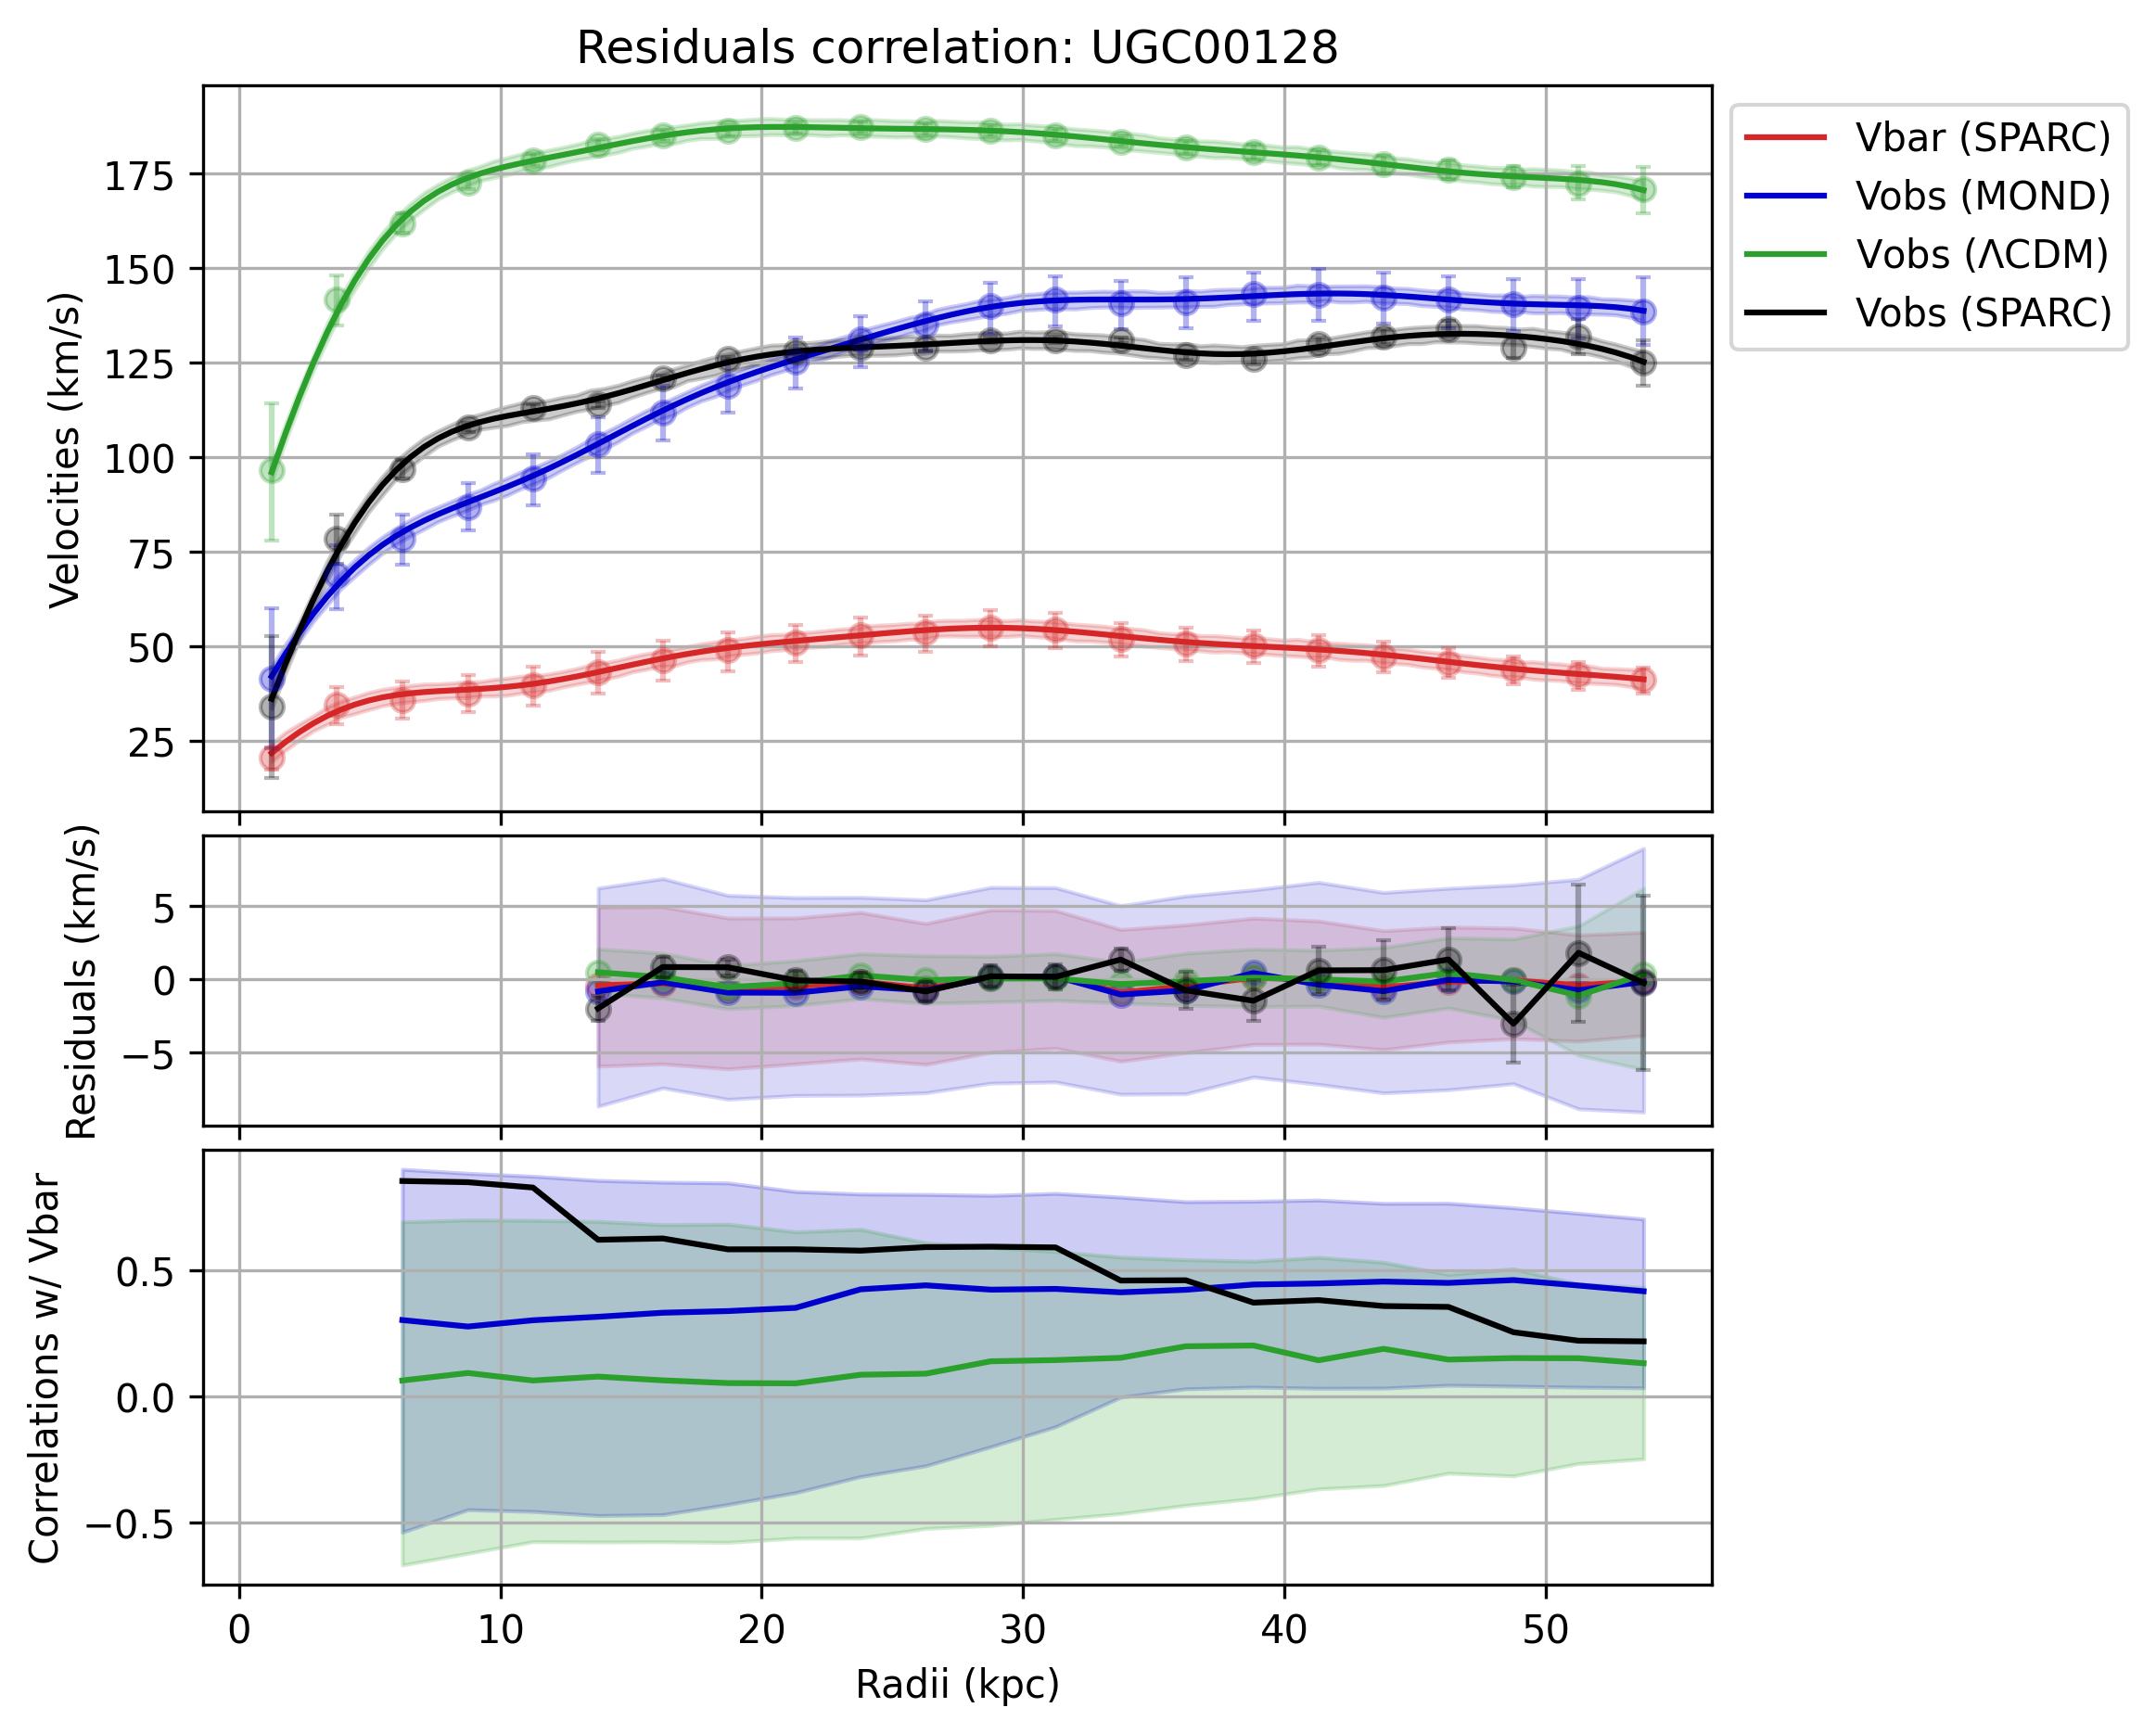 Residuals correlation: UGC00128
Velocities (km/s)
175
150
125
100
75
50
25
Vbar (SPARC)
Vobs (MOND)
Vobs (ΛCDM)
Vobs (SPARC)
Residuals (km/s)
5
0
−5
Correlations w/ Vbar
0.5
0.0
−0.5
0 10 20 30 40 50
Radii (kpc)